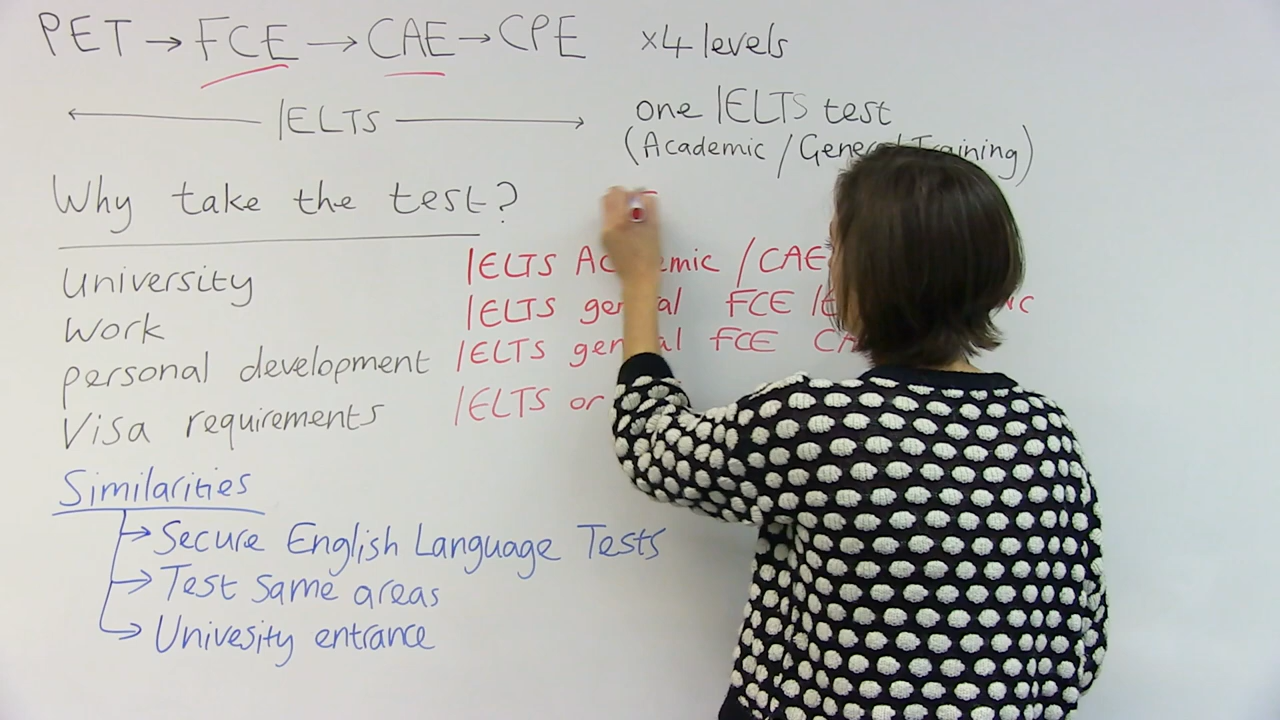 PET → FCE → CAE → CPE ×4 levels
← IELTS → one IELTS test
(Academic / General Training)
Why take the test?
University IELTS Academic / CAE
Work IELTS general FCE
personal development IELTS general FCE
Visa requirements IELTS or
Similarities
→ Secure English Language Tests
→ Test same areas
→ Univesity entrance